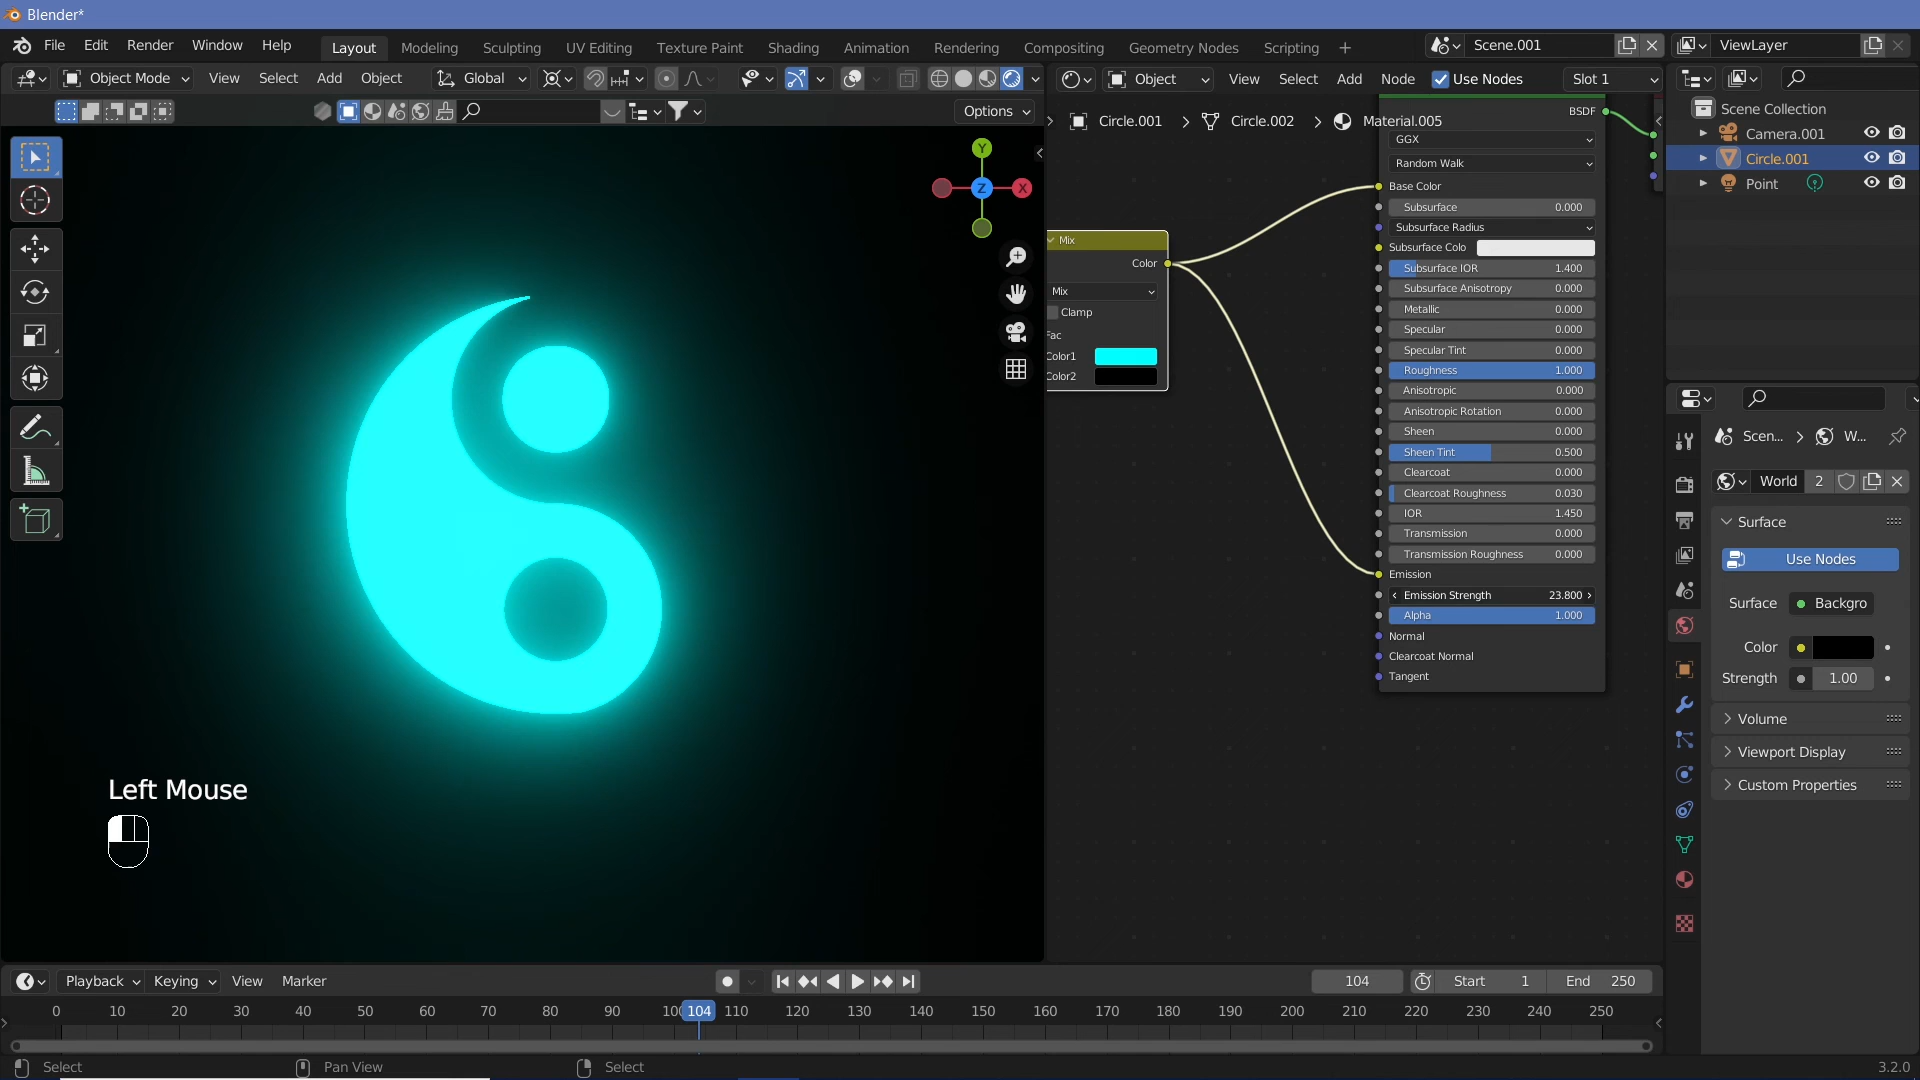 Blender*
File Edit Render Window Help
Layout Modeling Sculpting UV Editing Texture Paint Shading Animation Rendering Compositing Geometry Nodes Scripting +
Scene.001
ViewLayer
Object Mode View Select Add Object Global
Options
Object View Select Add Node Use Nodes Slot 1
Circle.001 > Circle.002 > Material.005
Y
Z
X
Mix
Color
Mix
Clamp
Fac
Color1
Color2
BSDF
GGX
Random Walk
Base Color
Subsurface 0.000
Subsurface Radius
Subsurface Colo
Subsurface IOR 1.400
Subsurface Anisotropy 0.000
Metallic 0.000
Specular 0.000
Specular Tint 0.000
Roughness 1.000
Anisotropic 0.000
Anisotropic Rotation 0.000
Sheen 0.000
Sheen Tint 0.500
Clearcoat 0.000
Clearcoat Roughness 0.030
IOR 1.450
Transmission 0.000
Transmission Roughness 0.000
Emission
Emission Strength 23.800
Alpha 1.000
Normal
Clearcoat Normal
Tangent
Scene Collection
Camera.001
Circle.001
Point
Scen... > W...
World 2
Surface
Use Nodes
Surface Backgro
Color
Strength 1.00
Volume
Viewport Display
Custom Properties
Left Mouse
Playback Keying View Marker
104 Start 1 End 250
0 10 20 30 40 50 60 70 80 90 100 104 110 120 130 140 150 160 170 180 190 200 210 220 230 240 250
Select Pan View Select
3.2.0